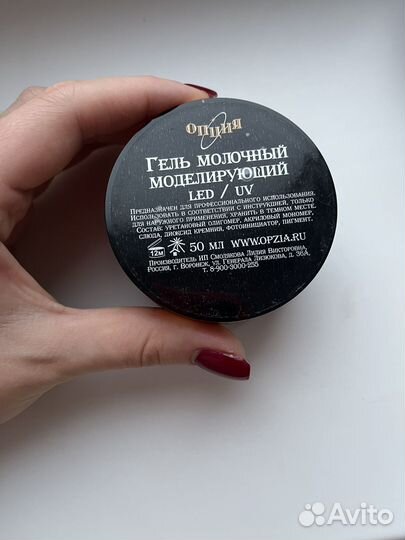 ОПЦИЯ
ГЕЛЬ МОЛОЧНЫЙ
МОДЕЛИРУЮЩИЙ
LED / UV
ПРЕДНАЗНАЧЕН ДЛЯ ПРОФЕССИОНАЛЬНОГО ИСПОЛЬЗОВАНИЯ.
ИСПОЛЬЗОВАТЬ В СООТВЕТСТВИИ С ИНСТРУКЦИЕЙ, ТОЛЬКО
ДЛЯ НАРУЖНОГО ПРИМЕНЕНИЯ. ХРАНИТЬ В ТЕМНОМ МЕСТЕ.
СОСТАВ: УРЕТАНОВЫЙ ОЛИГОМЕР, АКРИЛОВЫЙ МОНОМЕР,
СЛЮДА, ДИОКСИД КРЕМНИЯ, ФОТОИНИЦИАТОР, ПИГМЕНТ.
12M 50 МЛ WWW.OPZIA.RU
ПРОИЗВОДИТЕЛЬ ИП СМОЛЯКОВА ЛИЛИЯ ВИКТОРОВНА,
РОССИЯ, Г. ВОРОНЕЖ, УЛ. ГЕНЕРАЛА ЛИЗЮКОВА, Д. 36А,
Т. 8-900-3000-255
Avito